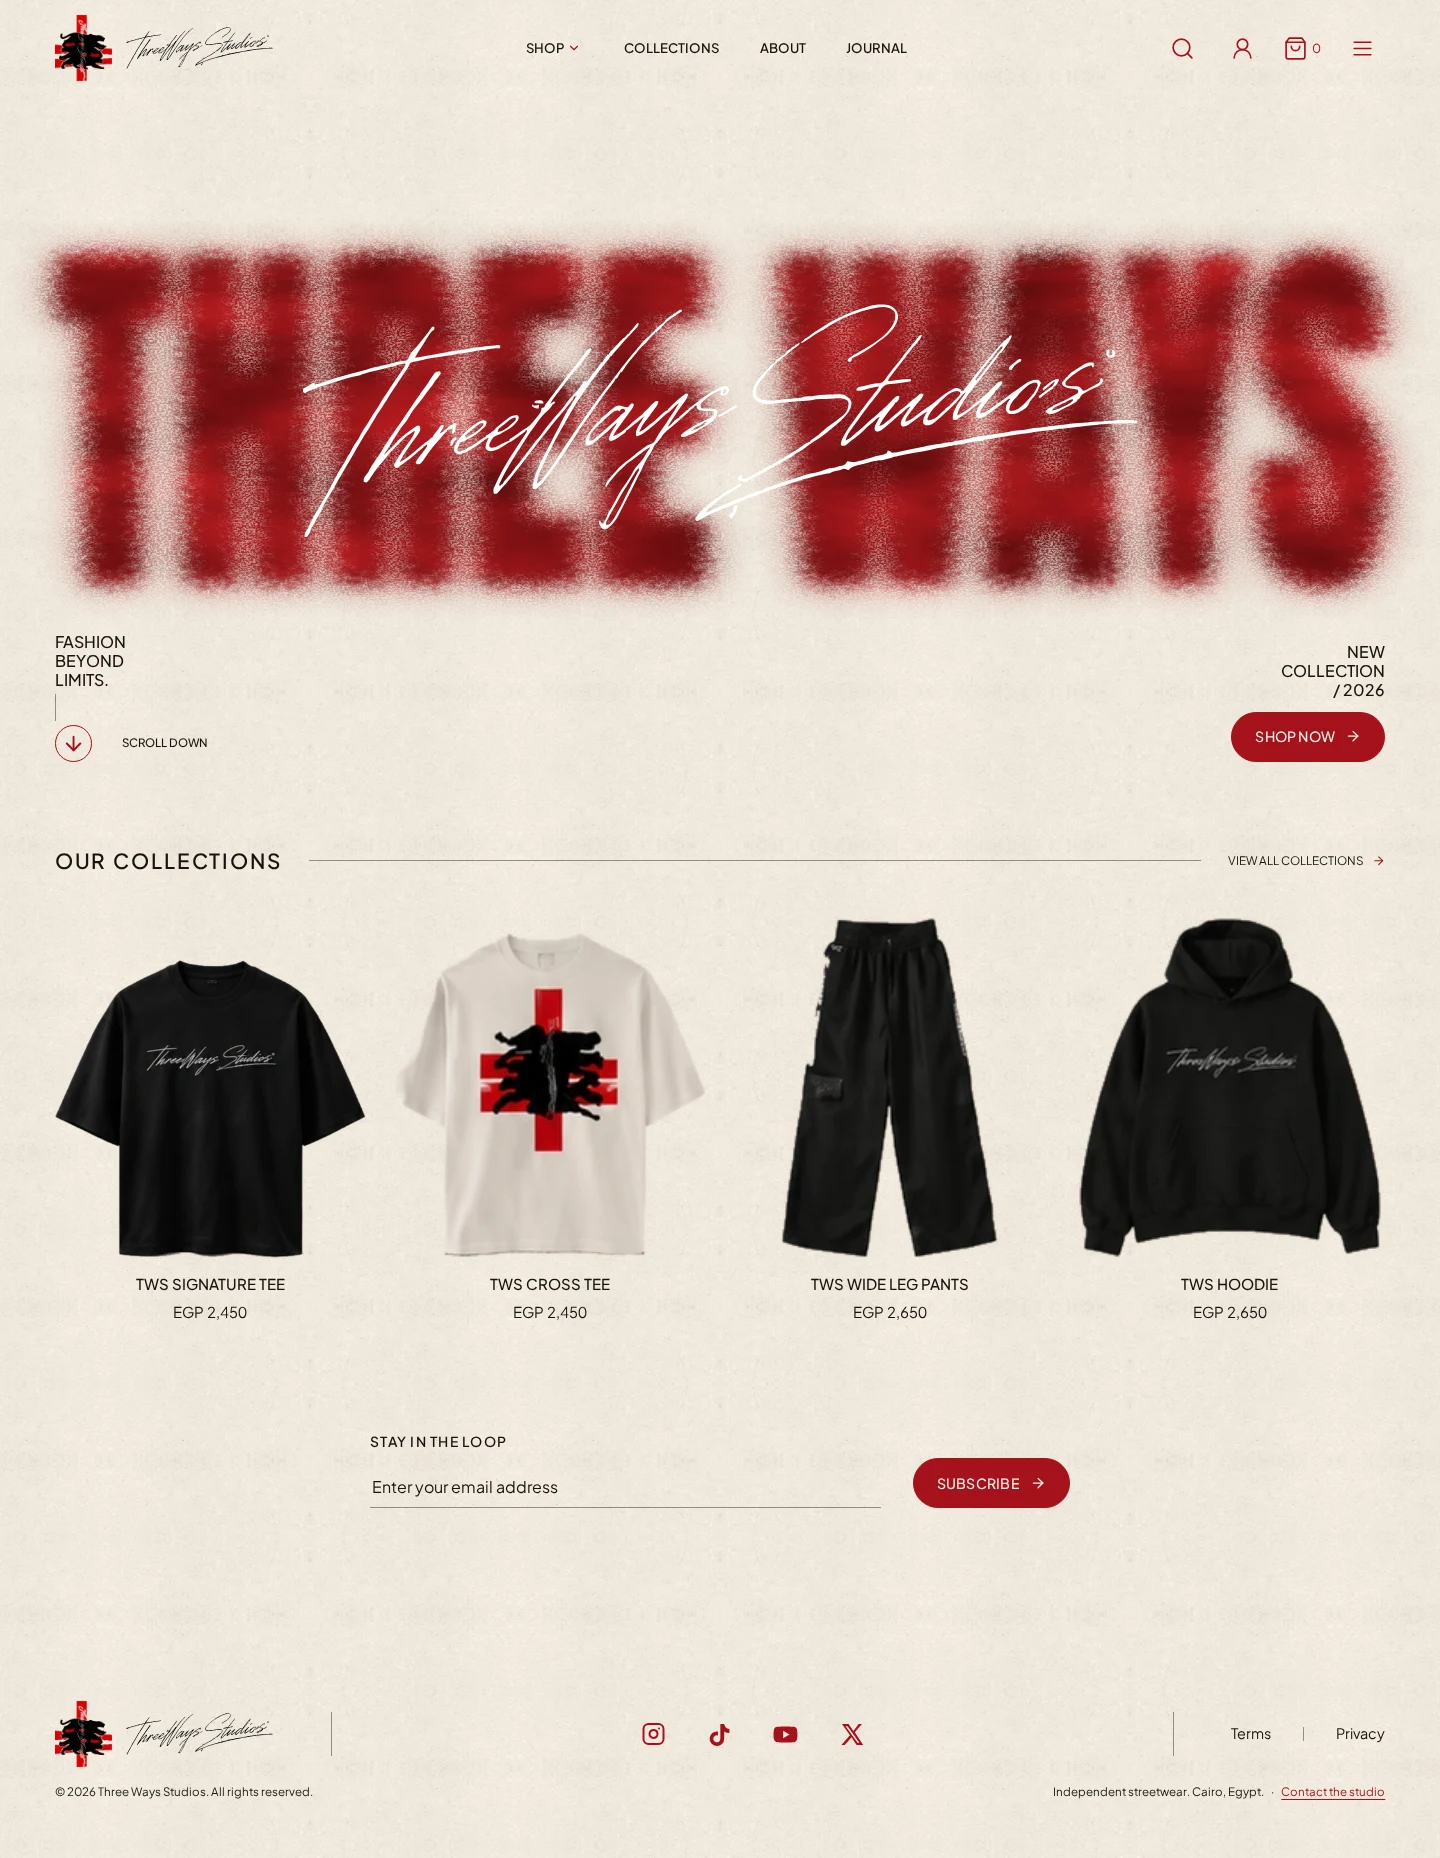 ThreeWays Studios
SHOP
COLLECTIONS
ABOUT
JOURNAL
0
THREE WAYS
ThreeWays Studios
FASHION
BEYOND
LIMITS.
SCROLL DOWN
NEW
COLLECTION
/ 2026
SHOP NOW
OUR COLLECTIONS
VIEW ALL COLLECTIONS
ThreeWays Studios
ThreeWays Studios
TWS SIGNATURE TEE
EGP 2,450
TWS CROSS TEE
EGP 2,450
TWS WIDE LEG PANTS
EGP 2,650
TWS HOODIE
EGP 2,650
STAY IN THE LOOP
Enter your email address
SUBSCRIBE
ThreeWays Studios
Terms
Privacy
© 2026 Three Ways Studios. All rights reserved.
Independent streetwear. Cairo, Egypt. · Contact the studio